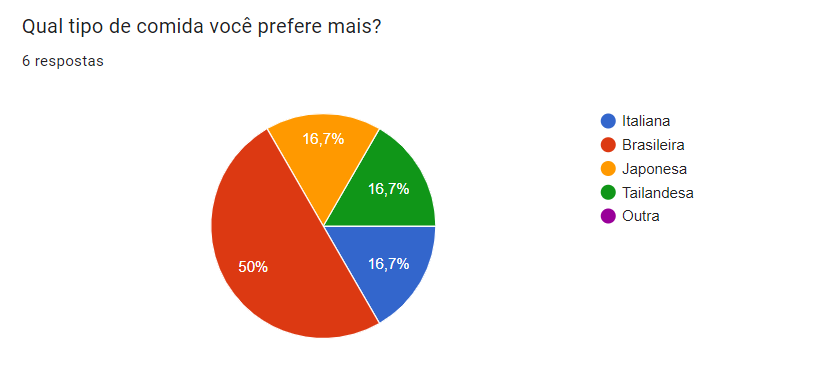 Qual tipo de comida você prefere mais?
6 respostas
16,7%
16,7%
50%
16,7%
Italiana
Brasileira
Japonesa
Tailandesa
Outra